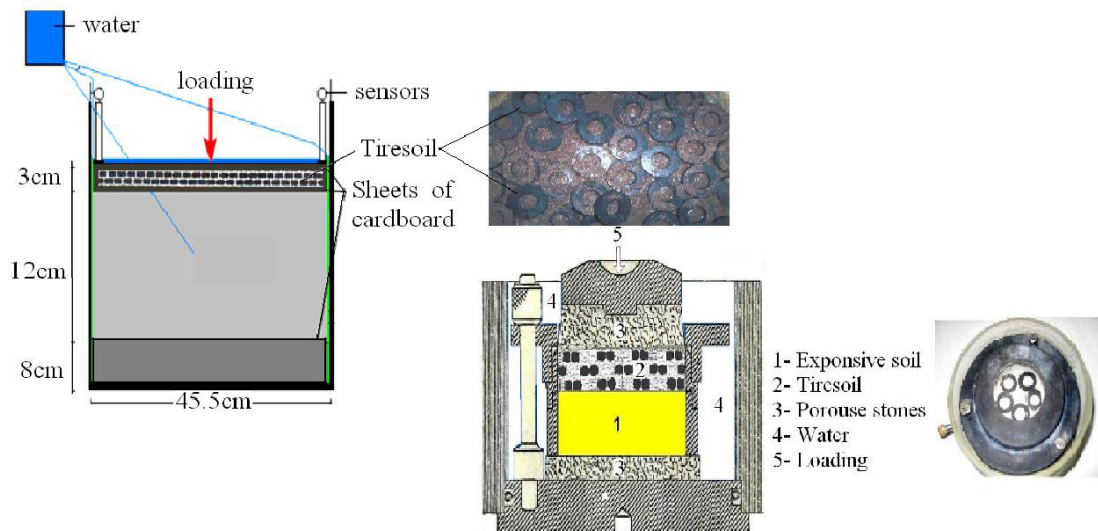 water
loading
sensors
Tiresoil
3cm
Sheets of
cardboard
12cm
8cm
45.5cm
5
4
3
2
4
1
3
1- Exponsive soil
2- Tiresoil
3- Porouse stones
4- Water
5- Loading